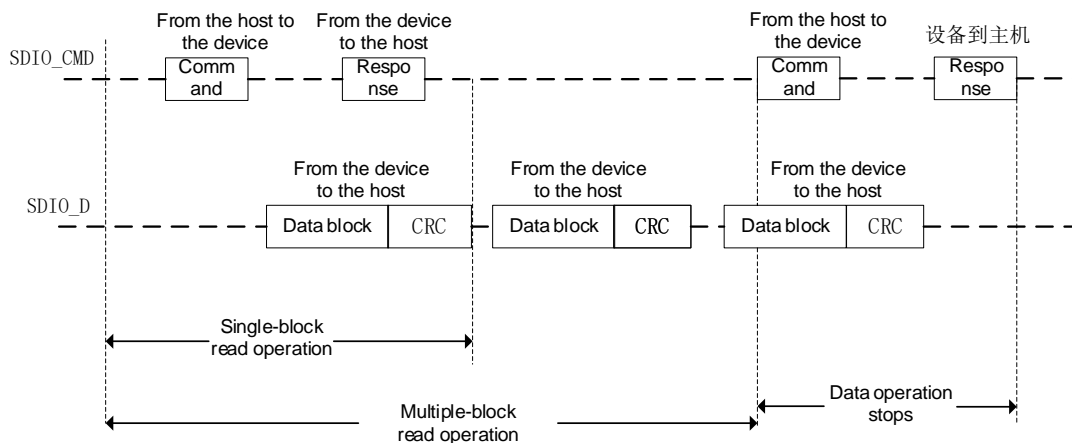 From the host to
the device
From the device
to the host
From the host to
the device
设备到主机
SDIO_CMD
Comm
and
Respo
nse
Comm
and
Respo
nse
From the device
to the host
From the device
to the host
From the device
to the host
SDIO_D
Data block
CRC
Data block
CRC
Data block
CRC
Single-block
read operation
Multiple-block
read operation
Data operation
stops